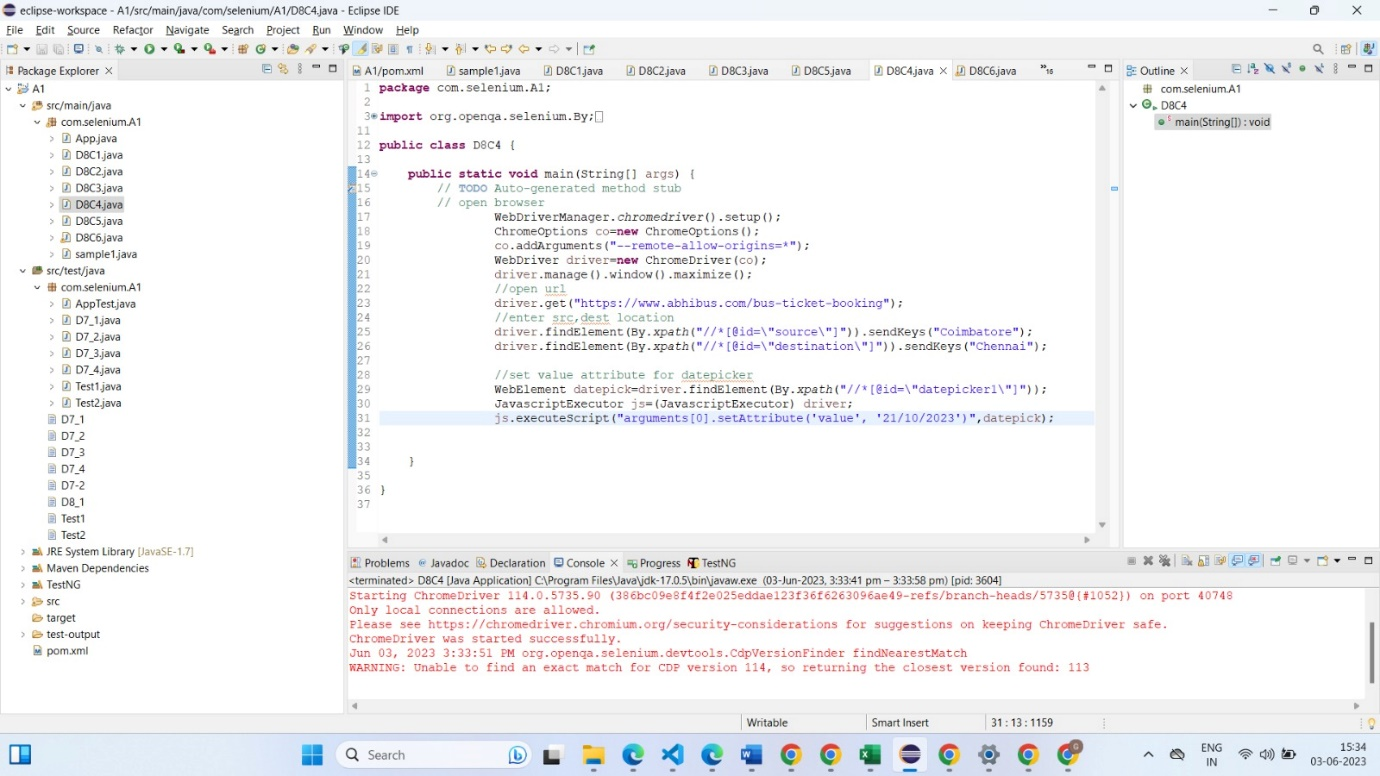 eclipse-workspace - A1/src/main/java/com/selenium/A1/D8C4.java - Eclipse IDE
File Edit Source Refactor Navigate Search Project Run Window Help
Package Explorer
A1
src/main/java
com.selenium.A1
App.java
D8C1.java
D8C2.java
D8C3.java
D8C4.java
D8C5.java
D8C6.java
sample1.java
src/test/java
com.selenium.A1
AppTest.java
D7_1.java
D7_2.java
D7_3.java
D7_4.java
Test1.java
Test2.java
D7_1
D7_2
D7_3
D7_4
D7-2
D8_1
Test1
Test2
JRE System Library [JavaSE-1.7]
Maven Dependencies
TestNG
src
target
test-output
pom.xml
A1/pom.xml sample1.java D8C1.java D8C2.java D8C3.java D8C5.java D8C4.java D8C6.java »16
1 package com.selenium.A1;
2
3 import org.openqa.selenium.By;
11
12 public class D8C4 {
13
14 public static void main(String[] args) {
15 // TODO Auto-generated method stub
16 // open browser
17 WebDriverManager.chromedriver().setup();
18 ChromeOptions co=new ChromeOptions();
19 co.addArguments("--remote-allow-origins=*");
20 WebDriver driver=new ChromeDriver(co);
21 driver.manage().window().maximize();
22 //open url
23 driver.get("https://www.abhibus.com/bus-ticket-booking");
24 //enter src,dest location
25 driver.findElement(By.xpath("//*[@id=\"source\"]")).sendKeys("Coimbatore");
26 driver.findElement(By.xpath("//*[@id=\"destination\"]")).sendKeys("Chennai");
27
28 //set value attribute for datepicker
29 WebElement datepick=driver.findElement(By.xpath("//*[@id=\"datepicker1\"]"));
30 JavascriptExecutor js=(JavascriptExecutor) driver;
31 js.executeScript("arguments[0].setAttribute('value', '21/10/2023')",datepick);
32
33
34 }
35
36 }
37
Outline
com.selenium.A1
D8C4
main(String[]) : void
Problems Javadoc Declaration Console Progress TestNG
<terminated> D8C4 [Java Application] C:\Program Files\Java\jdk-17.0.5\bin\javaw.exe (03-Jun-2023, 3:33:41 pm – 3:33:58 pm) [pid: 3604]
Starting ChromeDriver 114.0.5735.90 (386bc09e8f4f2e025eddae123f36f6263096ae49-refs/branch-heads/5735@{#1052}) on port 40748
Only local connections are allowed.
Please see https://chromedriver.chromium.org/security-considerations for suggestions on keeping ChromeDriver safe.
ChromeDriver was started successfully.
Jun 03, 2023 3:33:51 PM org.openqa.selenium.devtools.CdpVersionFinder findNearestMatch
WARNING: Unable to find an exact match for CDP version 114, so returning the closest version found: 113
Writable Smart Insert 31 : 13 : 1159
Search ENG IN 15:34 03-06-2023